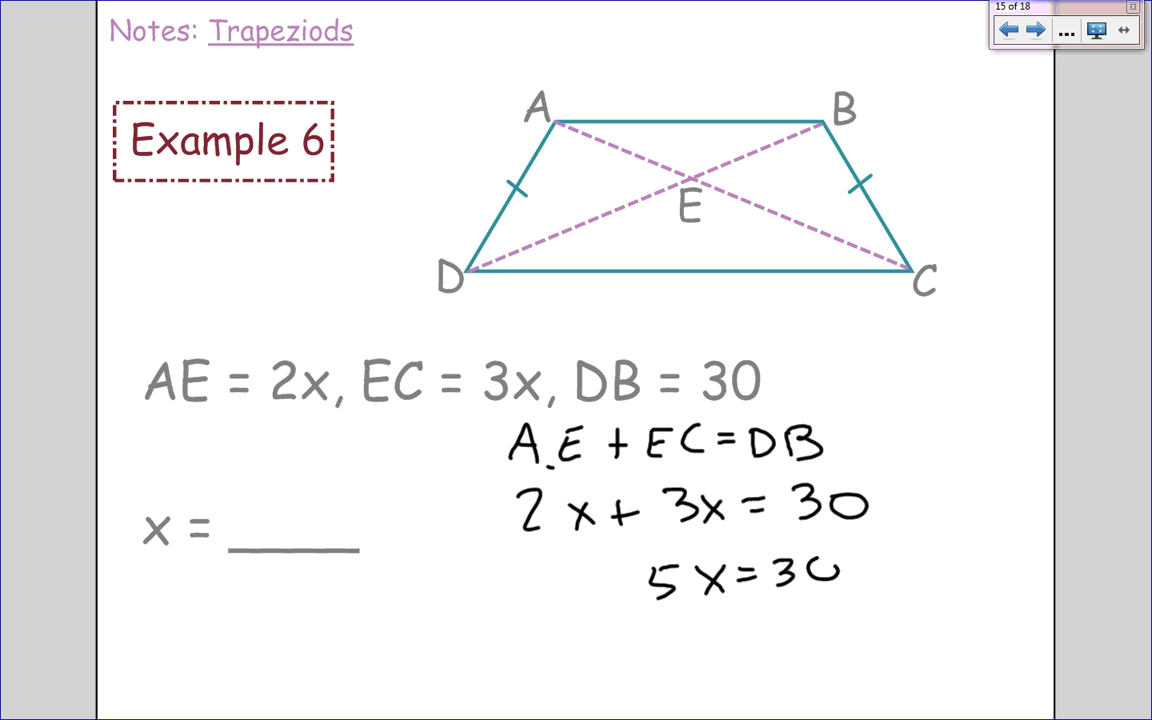 15 of 18
Notes: Trapeziods
Example 6
A
B
E
D
C
AE = 2x, EC = 3x, DB = 30
A.E + EC = DB
2x + 3x = 30
x = _____
5x = 30